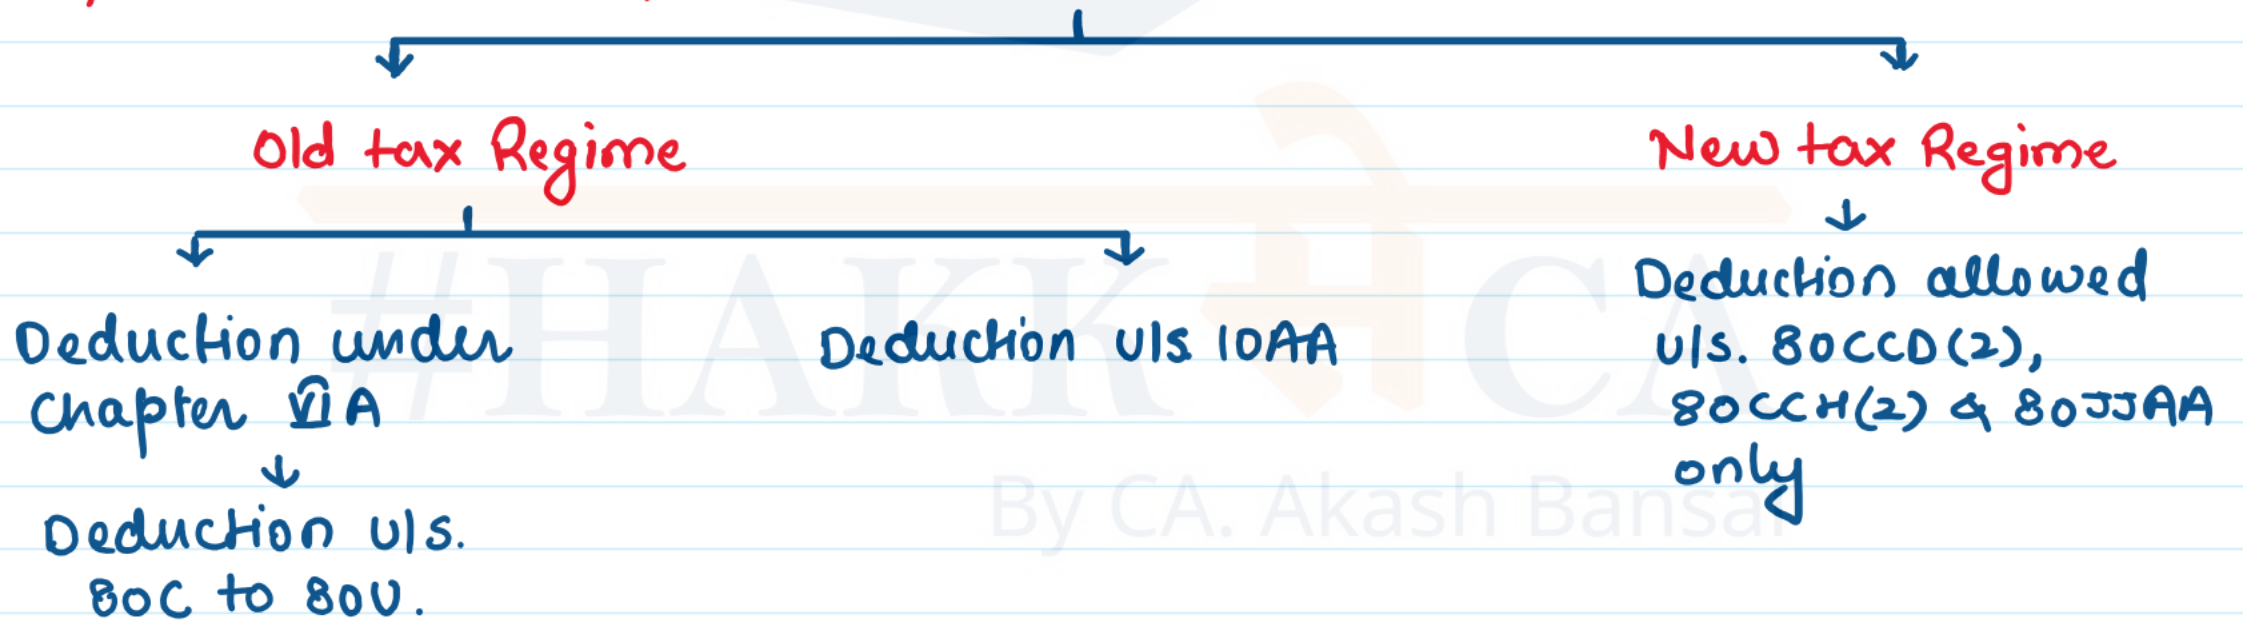 Old tax Regime
New tax Regime
Deduction under
Chapter VIA
Deduction u/s.
80C to 80U.
Deduction u/s 10AA
Deduction allowed
u/s. 80CCD(2),
80CCH(2) & 80JJAA
only
#HAKK से CA
By CA. Akash Bansal